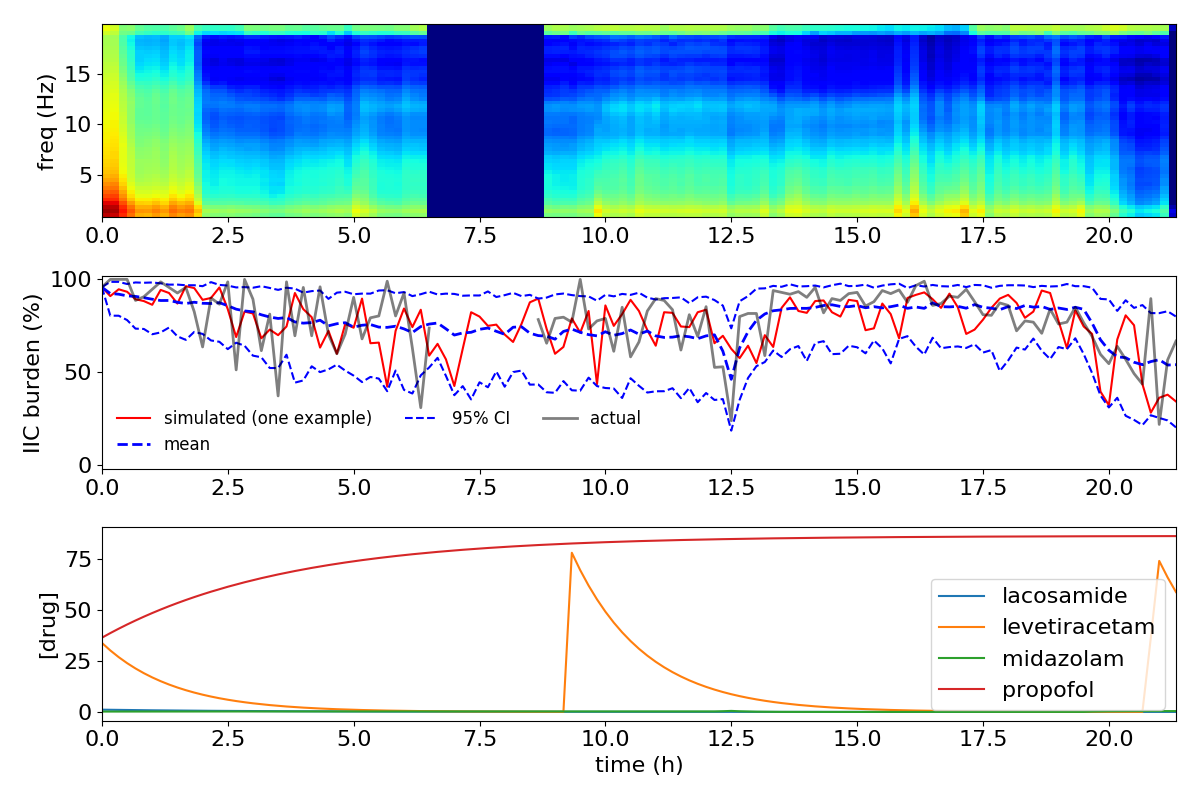 freq (Hz)
15
10
5
0.0 2.5 5.0 7.5 10.0 12.5 15.0 17.5 20.0
IIC burden (%)
100
50
0
simulated (one example) 95% CI actual
mean
0.0 2.5 5.0 7.5 10.0 12.5 15.0 17.5 20.0
[drug]
75
50
25
0
lacosamide
levetiracetam
midazolam
propofol
0.0 2.5 5.0 7.5 10.0 12.5 15.0 17.5 20.0
time (h)